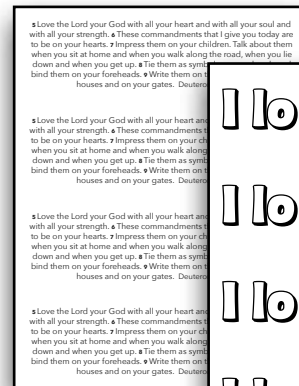 5 Love the Lord your God with all your heart and with all your soul and
with all your strength. 6 These commandments that I give you today are
to be on your hearts. 7 Impress them on your children. Talk about them
when you sit at home and when you walk along the road, when you lie
down and when you get up. 8 Tie them as symb
bind them on your foreheads. 9 Write them on t
houses and on your gates. Deutero
5 Love the Lord your God with all your heart and
with all your strength. 6 These commandments t
to be on your hearts. 7 Impress them on your ch
when you sit at home and when you walk along
down and when you get up. 8 Tie them as symb
bind them on your foreheads. 9 Write them on t
houses and on your gates. Deutero
5 Love the Lord your God with all your heart and
with all your strength. 6 These commandments t
to be on your hearts. 7 Impress them on your ch
when you sit at home and when you walk along
down and when you get up. 8 Tie them as symb
bind them on your foreheads. 9 Write them on t
houses and on your gates. Deutero
5 Love the Lord your God with all your heart and
with all your strength. 6 These commandments t
to be on your hearts. 7 Impress them on your ch
when you sit at home and when you walk along
down and when you get up. 8 Tie them as symb
bind them on your foreheads. 9 Write them on t
houses and on your gates. Deutero
I lo
I lo
I lo